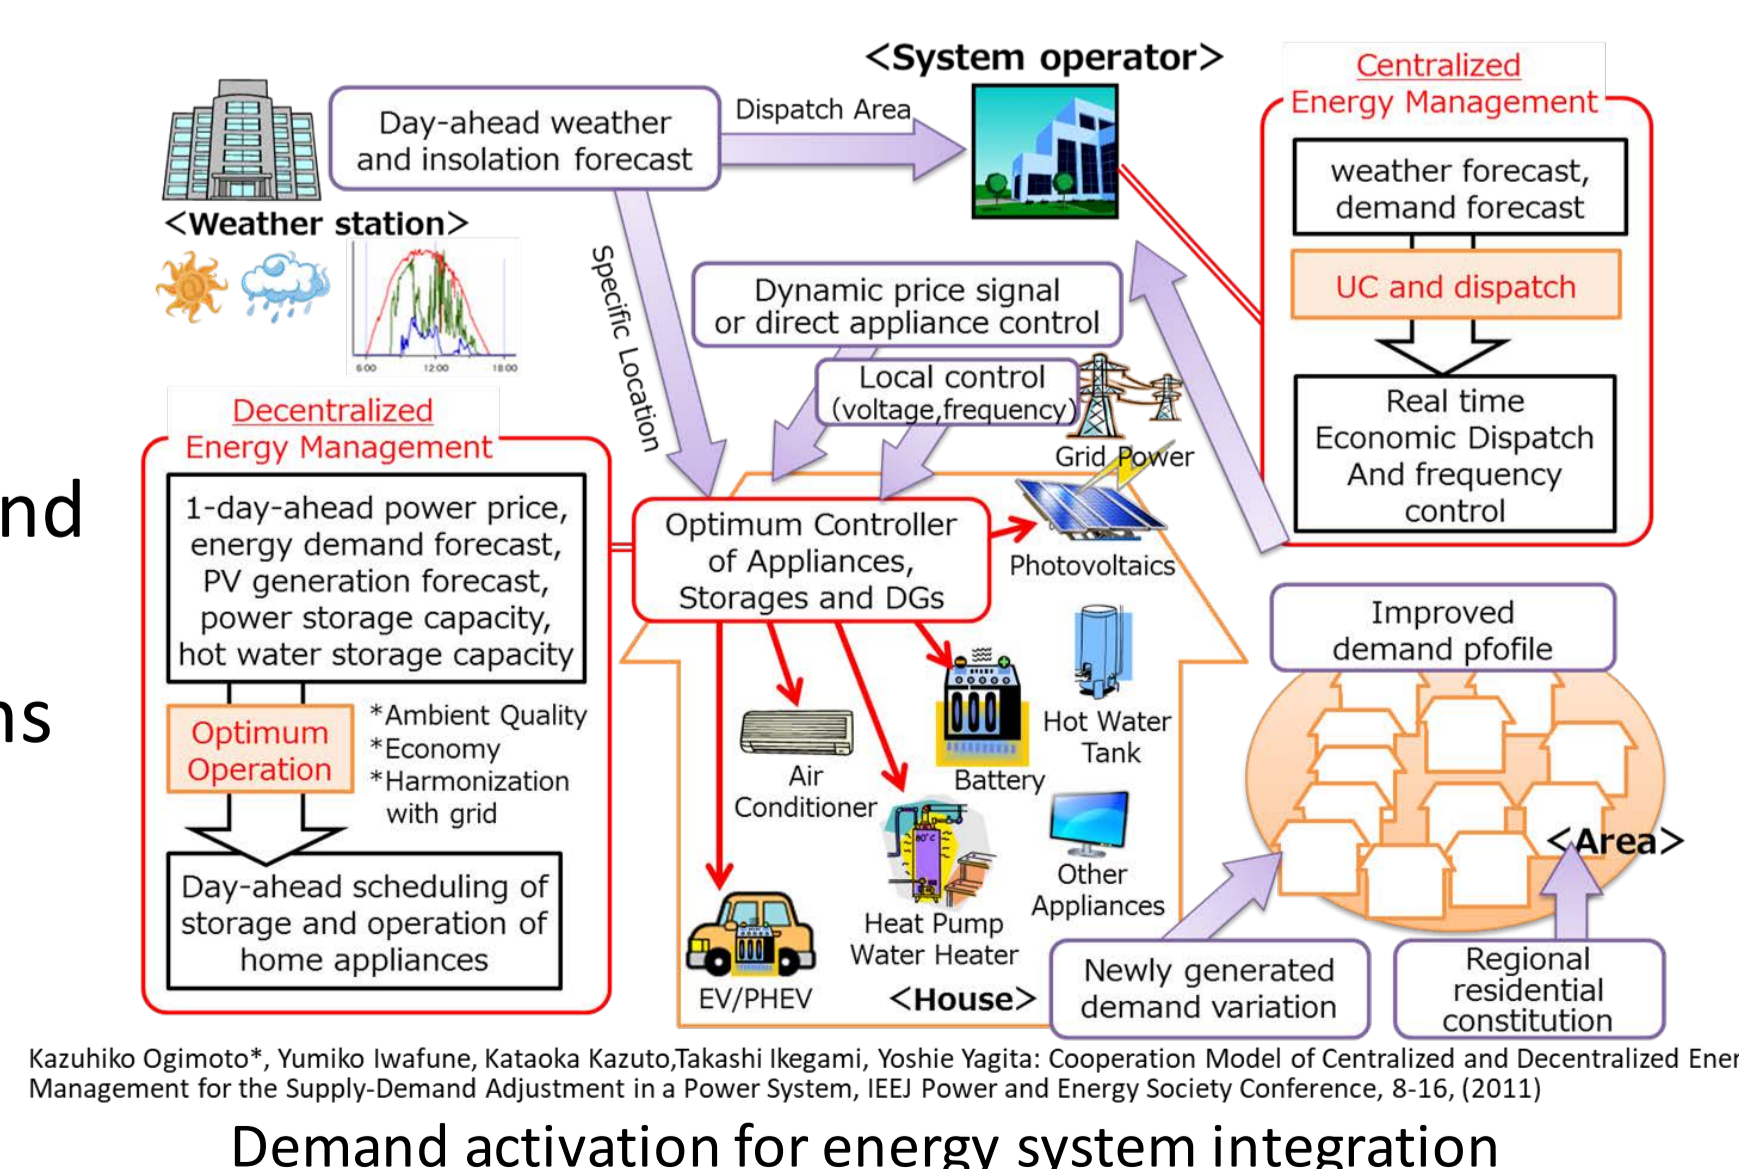 <System operator>
Centralized
Energy Management
Day-ahead weather
and insolation forecast
Dispatch Area
weather forecast,
demand forecast
<Weather station>
UC and dispatch
Specific Location
Dynamic price signal
or direct appliance control
6:00 12:00 18:00
Local control
(voltage,frequency)
Real time
Economic Dispatch
And frequency
control
Grid Power
Decentralized
Energy Management
nd
1-day-ahead power price,
energy demand forecast,
PV generation forecast,
power storage capacity,
hot water storage capacity
Optimum Controller
of Appliances,
Storages and DGs
Photovoltaics
Improved
demand pfofile
ns
Optimum
Operation
*Ambient Quality
*Economy
*Harmonization
with grid
Air
Conditioner
Battery
Hot Water
Tank
60°C
Other
Appliances
<Area>
Day-ahead scheduling of
storage and operation of
home appliances
EV/PHEV
Heat Pump
Water Heater
<House>
Newly generated
demand variation
Regional
residential
constitution
Kazuhiko Ogimoto*, Yumiko Iwafune, Kataoka Kazuto,Takashi Ikegami, Yoshie Yagita: Cooperation Model of Centralized and Decentralized Ener
Management for the Supply-Demand Adjustment in a Power System, IEEJ Power and Energy Society Conference, 8-16, (2011)
Demand activation for energy system integration